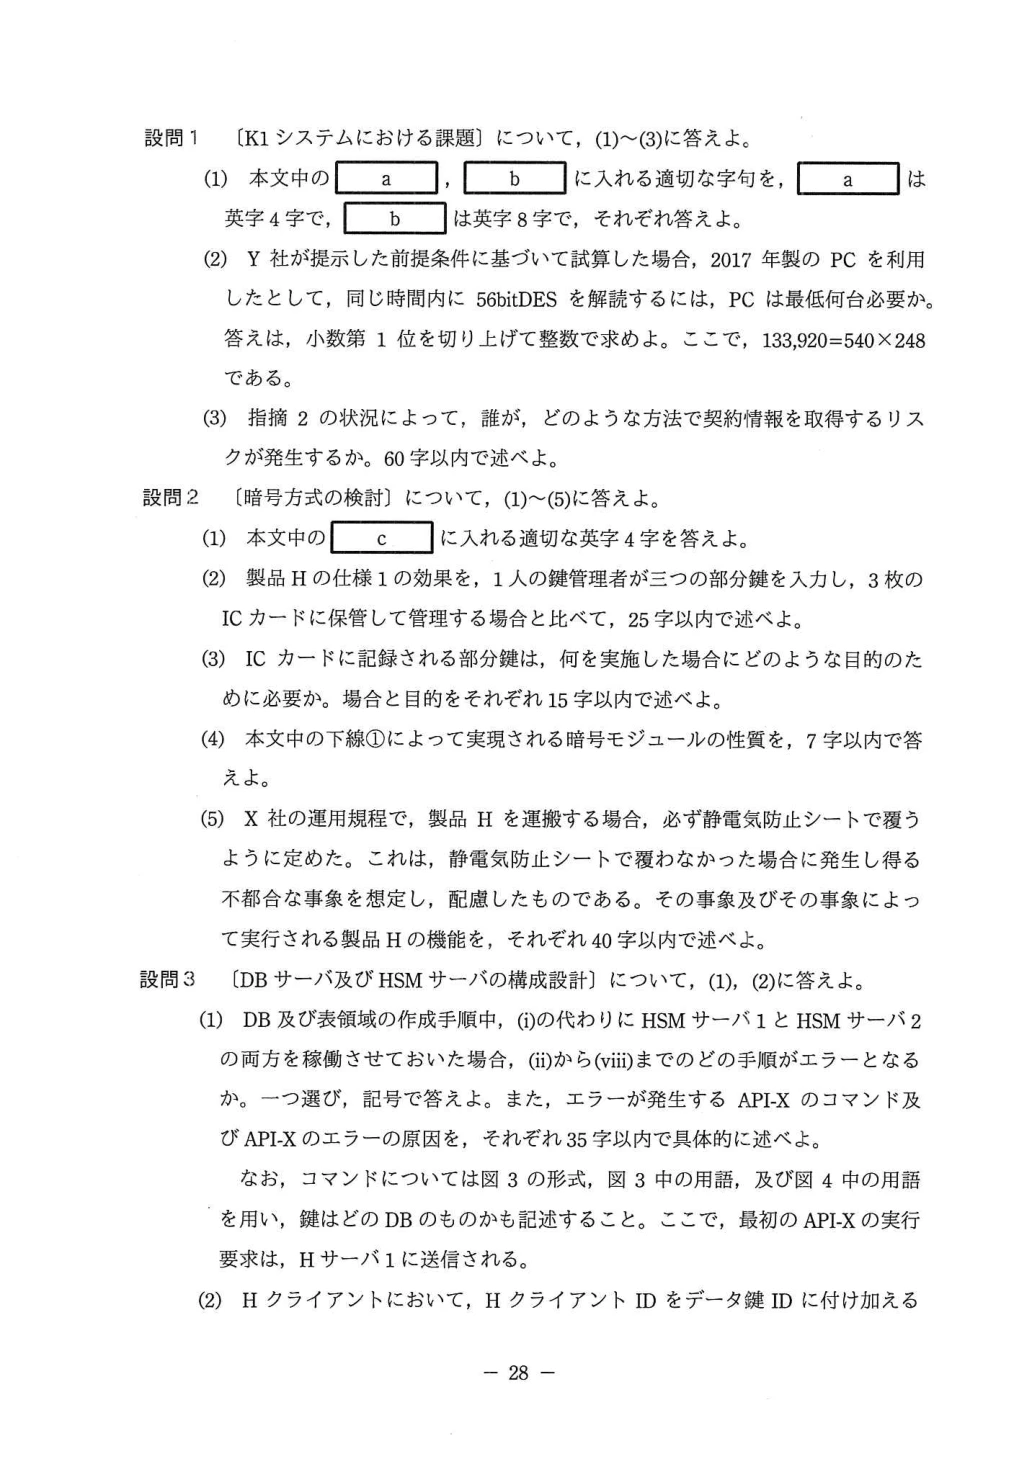 設問1 〔K1 システムにおける課題〕について，(1)～(3)に答えよ。
(1) 本文中の a ， b に入れる適切な字句を， a は
英字 4 字で， b は英字 8 字で，それぞれ答えよ。
(2) Y 社が提示した前提条件に基づいて試算した場合，2017 年製の PC を利用
したとして，同じ時間内に 56bitDES を解読するには，PC は最低何台必要か。
答えは，小数第 1 位を切り上げて整数で求めよ。ここで，133,920=540×248
である。
(3) 指摘 2 の状況によって，誰が，どのような方法で契約情報を取得するリス
クが発生するか。60 字以内で述べよ。
設問2 〔暗号方式の検討〕について，(1)～(5)に答えよ。
(1) 本文中の c に入れる適切な英字 4 字を答えよ。
(2) 製品 H の仕様 1 の効果を，1 人の鍵管理者が三つの部分鍵を入力し，3 枚の
IC カードに保管して管理する場合と比べて，25 字以内で述べよ。
(3) IC カードに記録される部分鍵は，何を実施した場合にどのような目的のた
めに必要か。場合と目的をそれぞれ 15 字以内で述べよ。
(4) 本文中の下線①によって実現される暗号モジュールの性質を，7 字以内で答
えよ。
(5) X 社の運用規程で，製品 H を運搬する場合，必ず静電気防止シートで覆う
ように定めた。これは，静電気防止シートで覆わなかった場合に発生し得る
不都合な事象を想定し，配慮したものである。その事象及びその事象によっ
て実行される製品 H の機能を，それぞれ 40 字以内で述べよ。
設問3 〔DB サーバ及び HSM サーバの構成設計〕について，(1)，(2)に答えよ。
(1) DB 及び表領域の作成手順中，(i)の代わりに HSM サーバ 1 と HSM サーバ 2
の両方を稼働させておいた場合，(ii)から(viii)までのどの手順がエラーとなる
か。一つ選び，記号で答えよ。また，エラーが発生する API-X のコマンド及
び API-X のエラーの原因を，それぞれ 35 字以内で具体的に述べよ。
なお，コマンドについては図 3 の形式，図 3 中の用語，及び図 4 中の用語
を用い，鍵はどの DB のものかも記述すること。ここで，最初の API-X の実行
要求は，H サーバ 1 に送信される。
(2) H クライアントにおいて，H クライアント ID をデータ鍵 ID に付け加える
－ 28 －